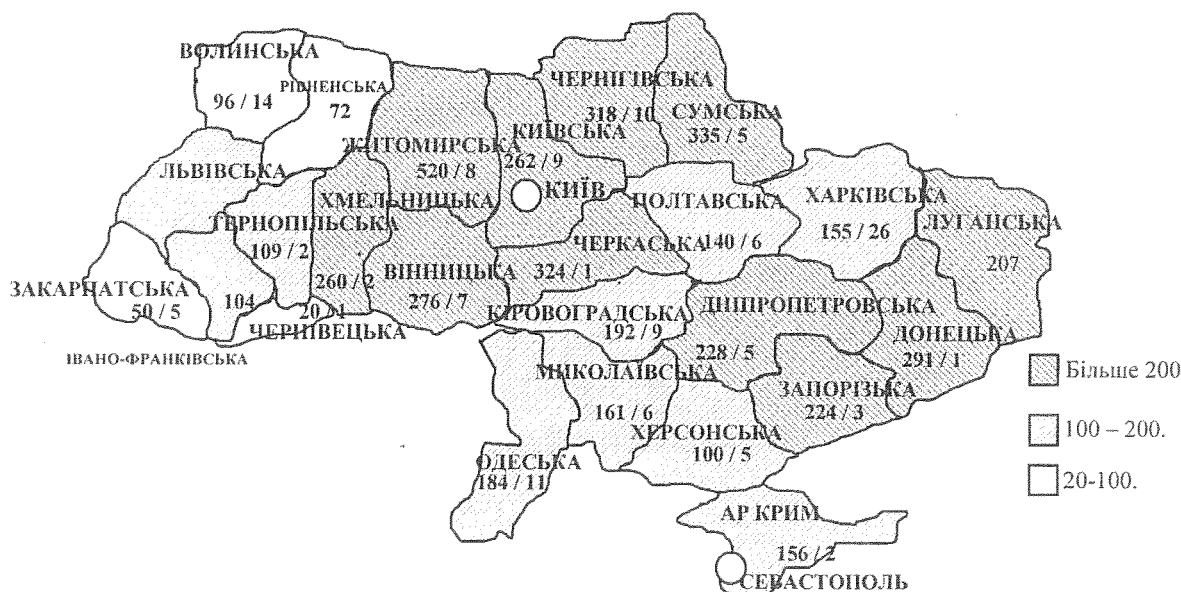 ВОЛИНСЬКА
96 / 14
РІВНЕНСЬКА
72
ЖИТОМИРСЬКА
520 / 8
КИЇВСЬКА
262 / 9
КИЇВ
ЧЕРНІГІВСЬКА
318 / 10
СУМСЬКА
335 / 5
ЛЬВІВСЬКА
ТЕРНОПІЛЬСЬКА
109 / 2
ХМЕЛЬНИЦЬКА
260 / 2
ВІННИЦЬКА
276 / 7
ЧЕРКАСЬКА
324 / 1
ПОЛТАВСЬКА
140 / 6
ХАРКІВСЬКА
155 / 26
ЛУГАНСЬКА
207
ЗАКАРПАТСЬКА
50 / 5
104
ІВАНО-ФРАНКІВСЬКА
20 / 1
ЧЕРНІВЕЦЬКА
КІРОВОГРАДСЬКА
192 / 9
ДНІПРОПЕТРОВСЬКА
228 / 5
ДОНЕЦЬКА
291 / 1
МИКОЛАЇВСЬКА
161 / 6
ЗАПОРІЗЬКА
224 / 3
ХЕРСОНСЬКА
100 / 5
ОДЕСЬКА
184 / 11
АР КРИМ
156 / 2
СЕВАСТОПОЛЬ
Більше 200
100 – 200.
20-100.